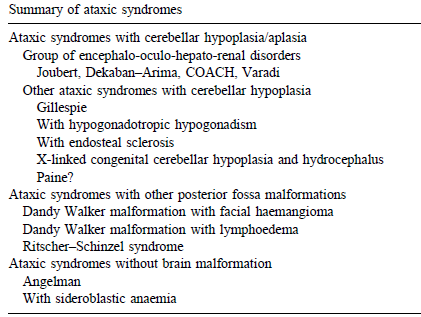 Summary of ataxic syndromes
Ataxic syndromes with cerebellar hypoplasia/aplasia
Group of encephalo-oculo-hepato-renal disorders
Joubert, Dekaban–Arima, COACH, Varadi
Other ataxic syndromes with cerebellar hypoplasia
Gillespie
With hypogonadotropic hypogonadism
With endosteal sclerosis
X-linked congenital cerebellar hypoplasia and hydrocephalus
Paine?
Ataxic syndromes with other posterior fossa malformations
Dandy Walker malformation with facial haemangioma
Dandy Walker malformation with lymphoedema
Ritscher–Schinzel syndrome
Ataxic syndromes without brain malformation
Angelman
With sideroblastic anaemia